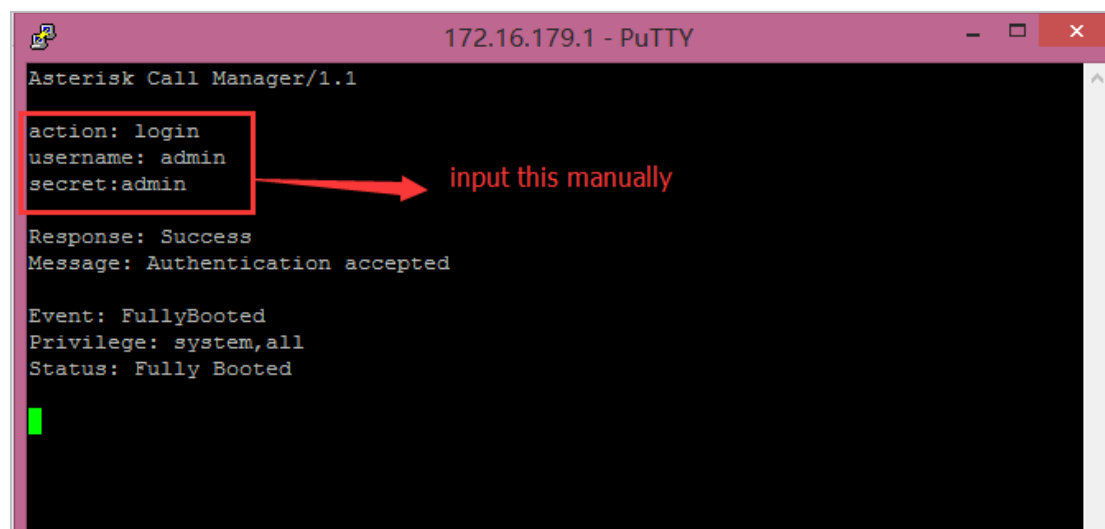 172.16.179.1 - PuTTY
Asterisk Call Manager/1.1
action: login
username: admin
secret:admin
input this manually
Response: Success
Message: Authentication accepted
Event: FullyBooted
Privilege: system,all
Status: Fully Booted